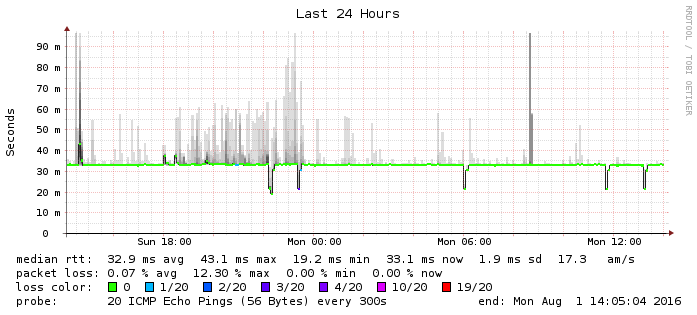 Last 24 Hours
RRDTOOL / TOBI OETIKER
Seconds
90 m
80 m
70 m
60 m
50 m
40 m
30 m
20 m
10 m
0
Sun 18:00 Mon 00:00 Mon 06:00 Mon 12:00
median rtt: 32.9 ms avg 43.1 ms max 19.2 ms min 33.1 ms now 1.9 ms sd 17.3 am/s
packet loss: 0.07 % avg 12.30 % max 0.00 % min 0.00 % now
loss color: 0 1/20 2/20 3/20 4/20 10/20 19/20
probe: 20 ICMP Echo Pings (56 Bytes) every 300s end: Mon Aug 1 14:05:04 2016